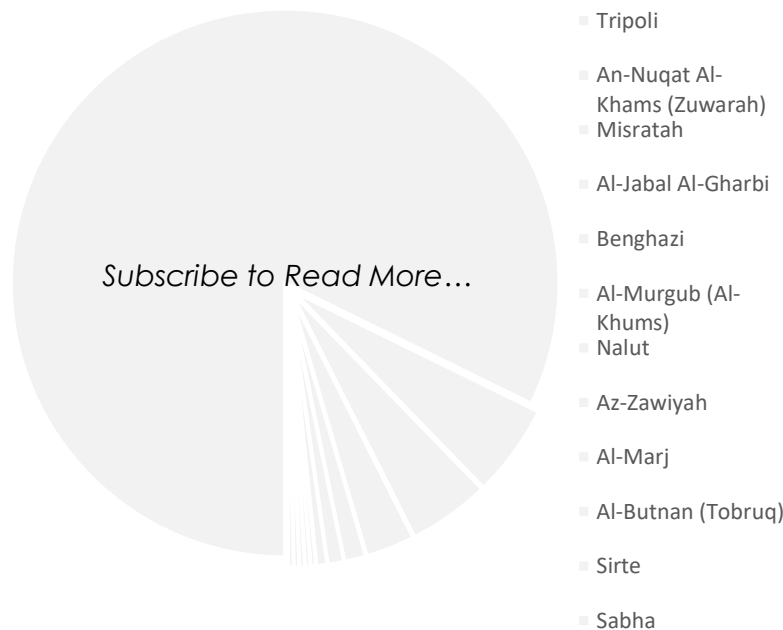 Subscribe to Read More…
Tripoli
An-Nuqat Al-
Khams (Zuwarah)
Misratah
Al-Jabal Al-Gharbi
Benghazi
Al-Murgub (Al-
Khums)
Nalut
Az-Zawiyah
Al-Marj
Al-Butnan (Tobruq)
Sirte
Sabha